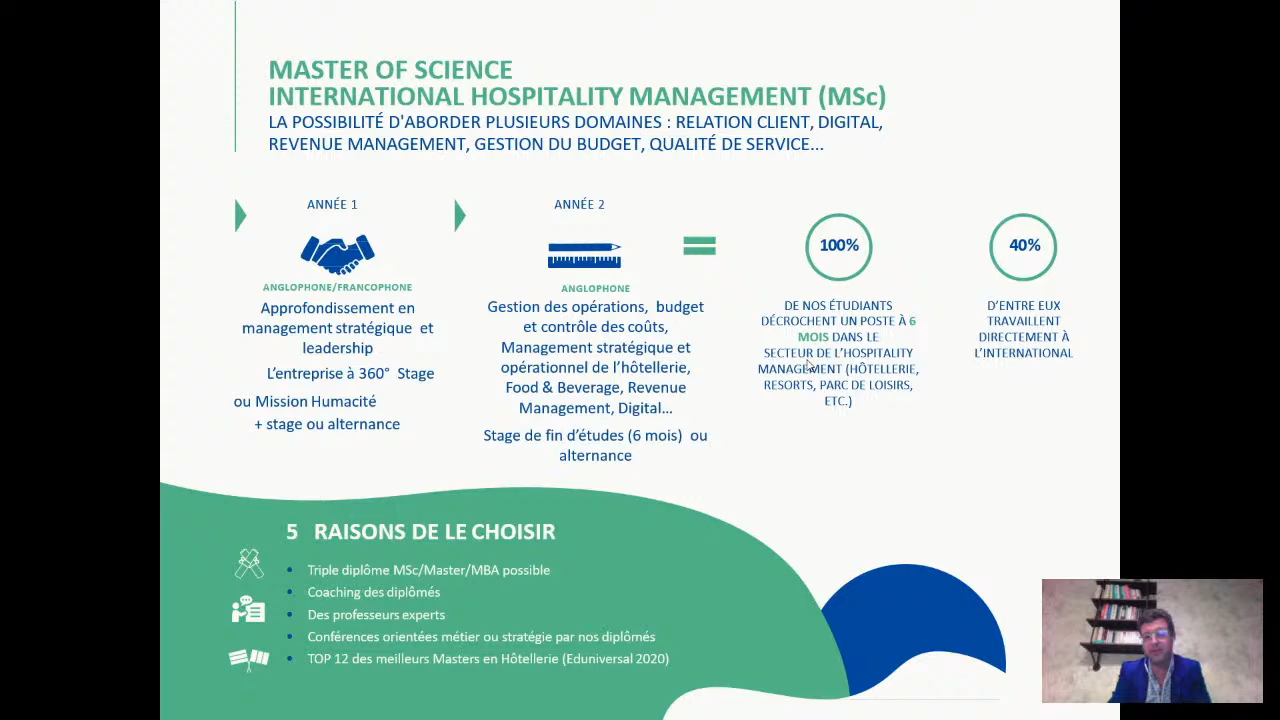 MASTER OF SCIENCE
INTERNATIONAL HOSPITALITY MANAGEMENT (MSc)
LA POSSIBILITÉ D'ABORDER PLUSIEURS DOMAINES : RELATION CLIENT, DIGITAL,
REVENUE MANAGEMENT, GESTION DU BUDGET, QUALITÉ DE SERVICE...
ANNÉE 1
ANGLOPHONE/FRANCOPHONE
Approfondissement en
management stratégique et
leadership
L'entreprise à 360° Stage
ou Mission Humacité
+ stage ou alternance
ANNÉE 2
ANGLOPHONE
Gestion des opérations, budget
et contrôle des coûts,
Management stratégique et
opérationnel de l'hôtellerie,
Food & Beverage, Revenue
Management, Digital...
Stage de fin d'études (6 mois) ou
alternance
100%
DE NOS ÉTUDIANTS
DÉCROCHENT UN POSTE À 6
MOIS DANS LE
SECTEUR DE L'HOSPITALITY
MANAGEMENT (HÔTELLERIE,
RESORTS, PARC DE LOISIRS,
ETC.)
40%
D'ENTRE EUX
TRAVAILLENT
DIRECTEMENT À
L'INTERNATIONAL
5 RAISONS DE LE CHOISIR
• Triple diplôme MSc/Master/MBA possible
• Coaching des diplômés
• Des professeurs experts
• Conférences orientées métier ou stratégie par nos diplômés
• TOP 12 des meilleurs Masters en Hôtellerie (Eduniversal 2020)